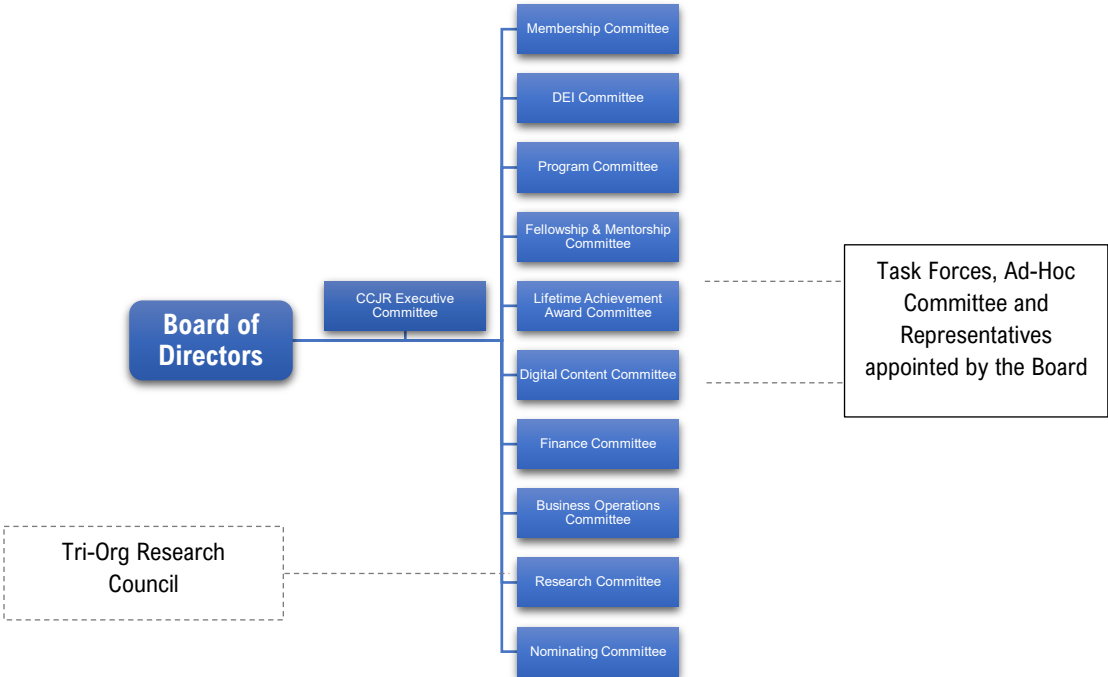 Membership Committee
DEI Committee
Program Committee
Fellowship & Mentorship
Committee
CCJR Executive
Committee
Lifetime Achievement
Award Committee
Board of
Directors
Digital Content Committee
Task Forces, Ad-Hoc
Committee and
Representatives
appointed by the Board
Finance Committee
Business Operations
Committee
Tri-Org Research
Council
Research Committee
Nominating Committee